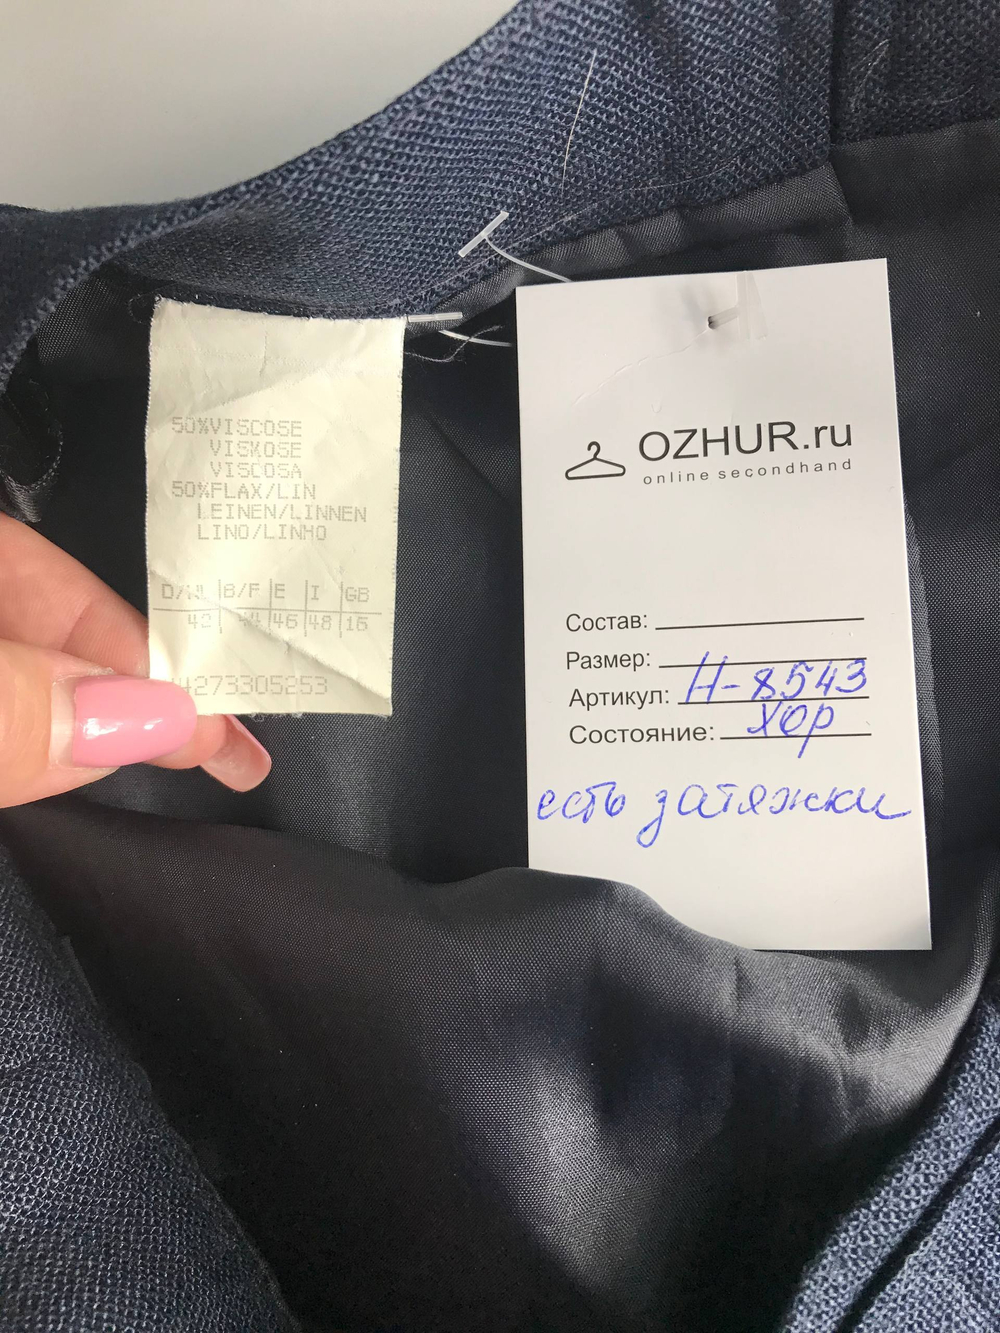 50%VISCOSE
VISKOSE
VISCOSA
50%FLAX/LIN
LEINEN/LINNEN
LINO/LINHO
D/NL B/F E I GB
42 44 46 48 16
4273305253
OZHUR.ru
online secondhand
Состав:
Размер:
Артикул: Н-8543
Состояние: хор
есть затяжки